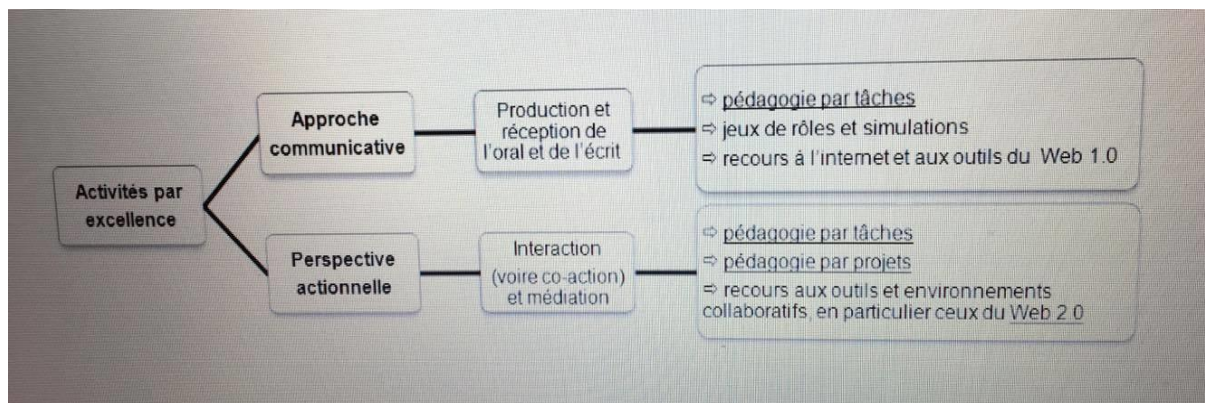 Activités par
excellence
Approche
communicative
Production et
réception de
l'oral et de l'écrit
⇨ pédagogie par tâches
⇨ jeux de rôles et simulations
⇨ recours à l'internet et aux outils du Web 1.0
Perspective
actionnelle
Interaction
(voire co-action)
et médiation
⇨ pédagogie par tâches
⇨ pédagogie par projets
⇨ recours aux outils et environnements
collaboratifs, en particulier ceux du Web 2.0